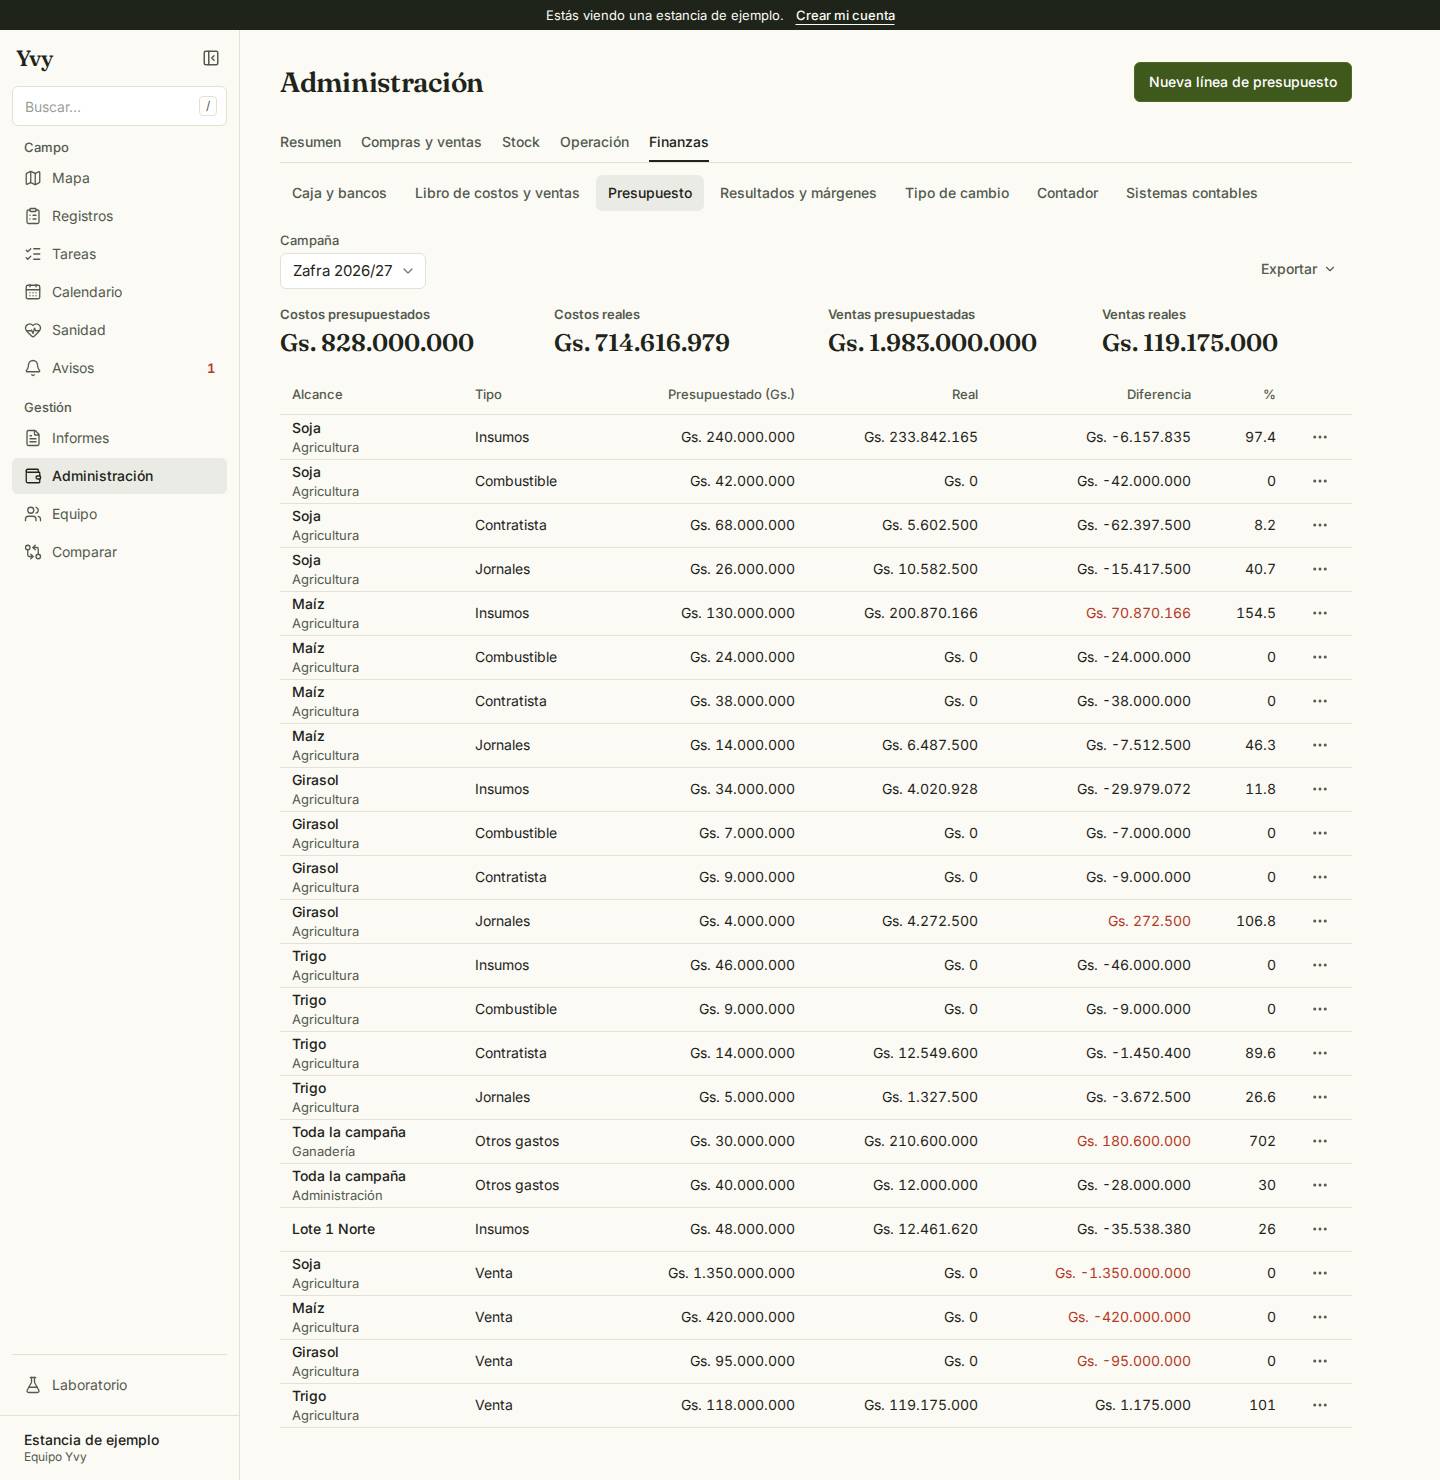 Estás viendo una estancia de ejemplo. Crear mi cuenta
Yvy
Buscar... /
Campo
Mapa
Registros
Tareas
Calendario
Sanidad
Avisos 1
Gestión
Informes
Administración
Equipo
Comparar
Laboratorio
Estancia de ejemplo
Equipo Yvy
Administración
Nueva línea de presupuesto
Resumen Compras y ventas Stock Operación Finanzas
Caja y bancos Libro de costos y ventas Presupuesto Resultados y márgenes Tipo de cambio Contador Sistemas contables
Campaña
Zafra 2026/27
Exportar
Costos presupuestados Costos reales Ventas presupuestadas Ventas reales
Gs. 828.000.000 Gs. 714.616.979 Gs. 1.983.000.000 Gs. 119.175.000
Alcance Tipo Presupuestado (Gs.) Real Diferencia %
Soja
Agricultura Insumos Gs. 240.000.000 Gs. 233.842.165 Gs. -6.157.835 97.4
Soja
Agricultura Combustible Gs. 42.000.000 Gs. 0 Gs. -42.000.000 0
Soja
Agricultura Contratista Gs. 68.000.000 Gs. 5.602.500 Gs. -62.397.500 8.2
Soja
Agricultura Jornales Gs. 26.000.000 Gs. 10.582.500 Gs. -15.417.500 40.7
Maíz
Agricultura Insumos Gs. 130.000.000 Gs. 200.870.166 Gs. 70.870.166 154.5
Maíz
Agricultura Combustible Gs. 24.000.000 Gs. 0 Gs. -24.000.000 0
Maíz
Agricultura Contratista Gs. 38.000.000 Gs. 0 Gs. -38.000.000 0
Maíz
Agricultura Jornales Gs. 14.000.000 Gs. 6.487.500 Gs. -7.512.500 46.3
Girasol
Agricultura Insumos Gs. 34.000.000 Gs. 4.020.928 Gs. -29.979.072 11.8
Girasol
Agricultura Combustible Gs. 7.000.000 Gs. 0 Gs. -7.000.000 0
Girasol
Agricultura Contratista Gs. 9.000.000 Gs. 0 Gs. -9.000.000 0
Girasol
Agricultura Jornales Gs. 4.000.000 Gs. 4.272.500 Gs. 272.500 106.8
Trigo
Agricultura Insumos Gs. 46.000.000 Gs. 0 Gs. -46.000.000 0
Trigo
Agricultura Combustible Gs. 9.000.000 Gs. 0 Gs. -9.000.000 0
Trigo
Agricultura Contratista Gs. 14.000.000 Gs. 12.549.600 Gs. -1.450.400 89.6
Trigo
Agricultura Jornales Gs. 5.000.000 Gs. 1.327.500 Gs. -3.672.500 26.6
Toda la campaña
Ganadería Otros gastos Gs. 30.000.000 Gs. 210.600.000 Gs. 180.600.000 702
Toda la campaña
Administración Otros gastos Gs. 40.000.000 Gs. 12.000.000 Gs. -28.000.000 30
Lote 1 Norte Insumos Gs. 48.000.000 Gs. 12.461.620 Gs. -35.538.380 26
Soja
Agricultura Venta Gs. 1.350.000.000 Gs. 0 Gs. -1.350.000.000 0
Maíz
Agricultura Venta Gs. 420.000.000 Gs. 0 Gs. -420.000.000 0
Girasol
Agricultura Venta Gs. 95.000.000 Gs. 0 Gs. -95.000.000 0
Trigo
Agricultura Venta Gs. 118.000.000 Gs. 119.175.000 Gs. 1.175.000 101